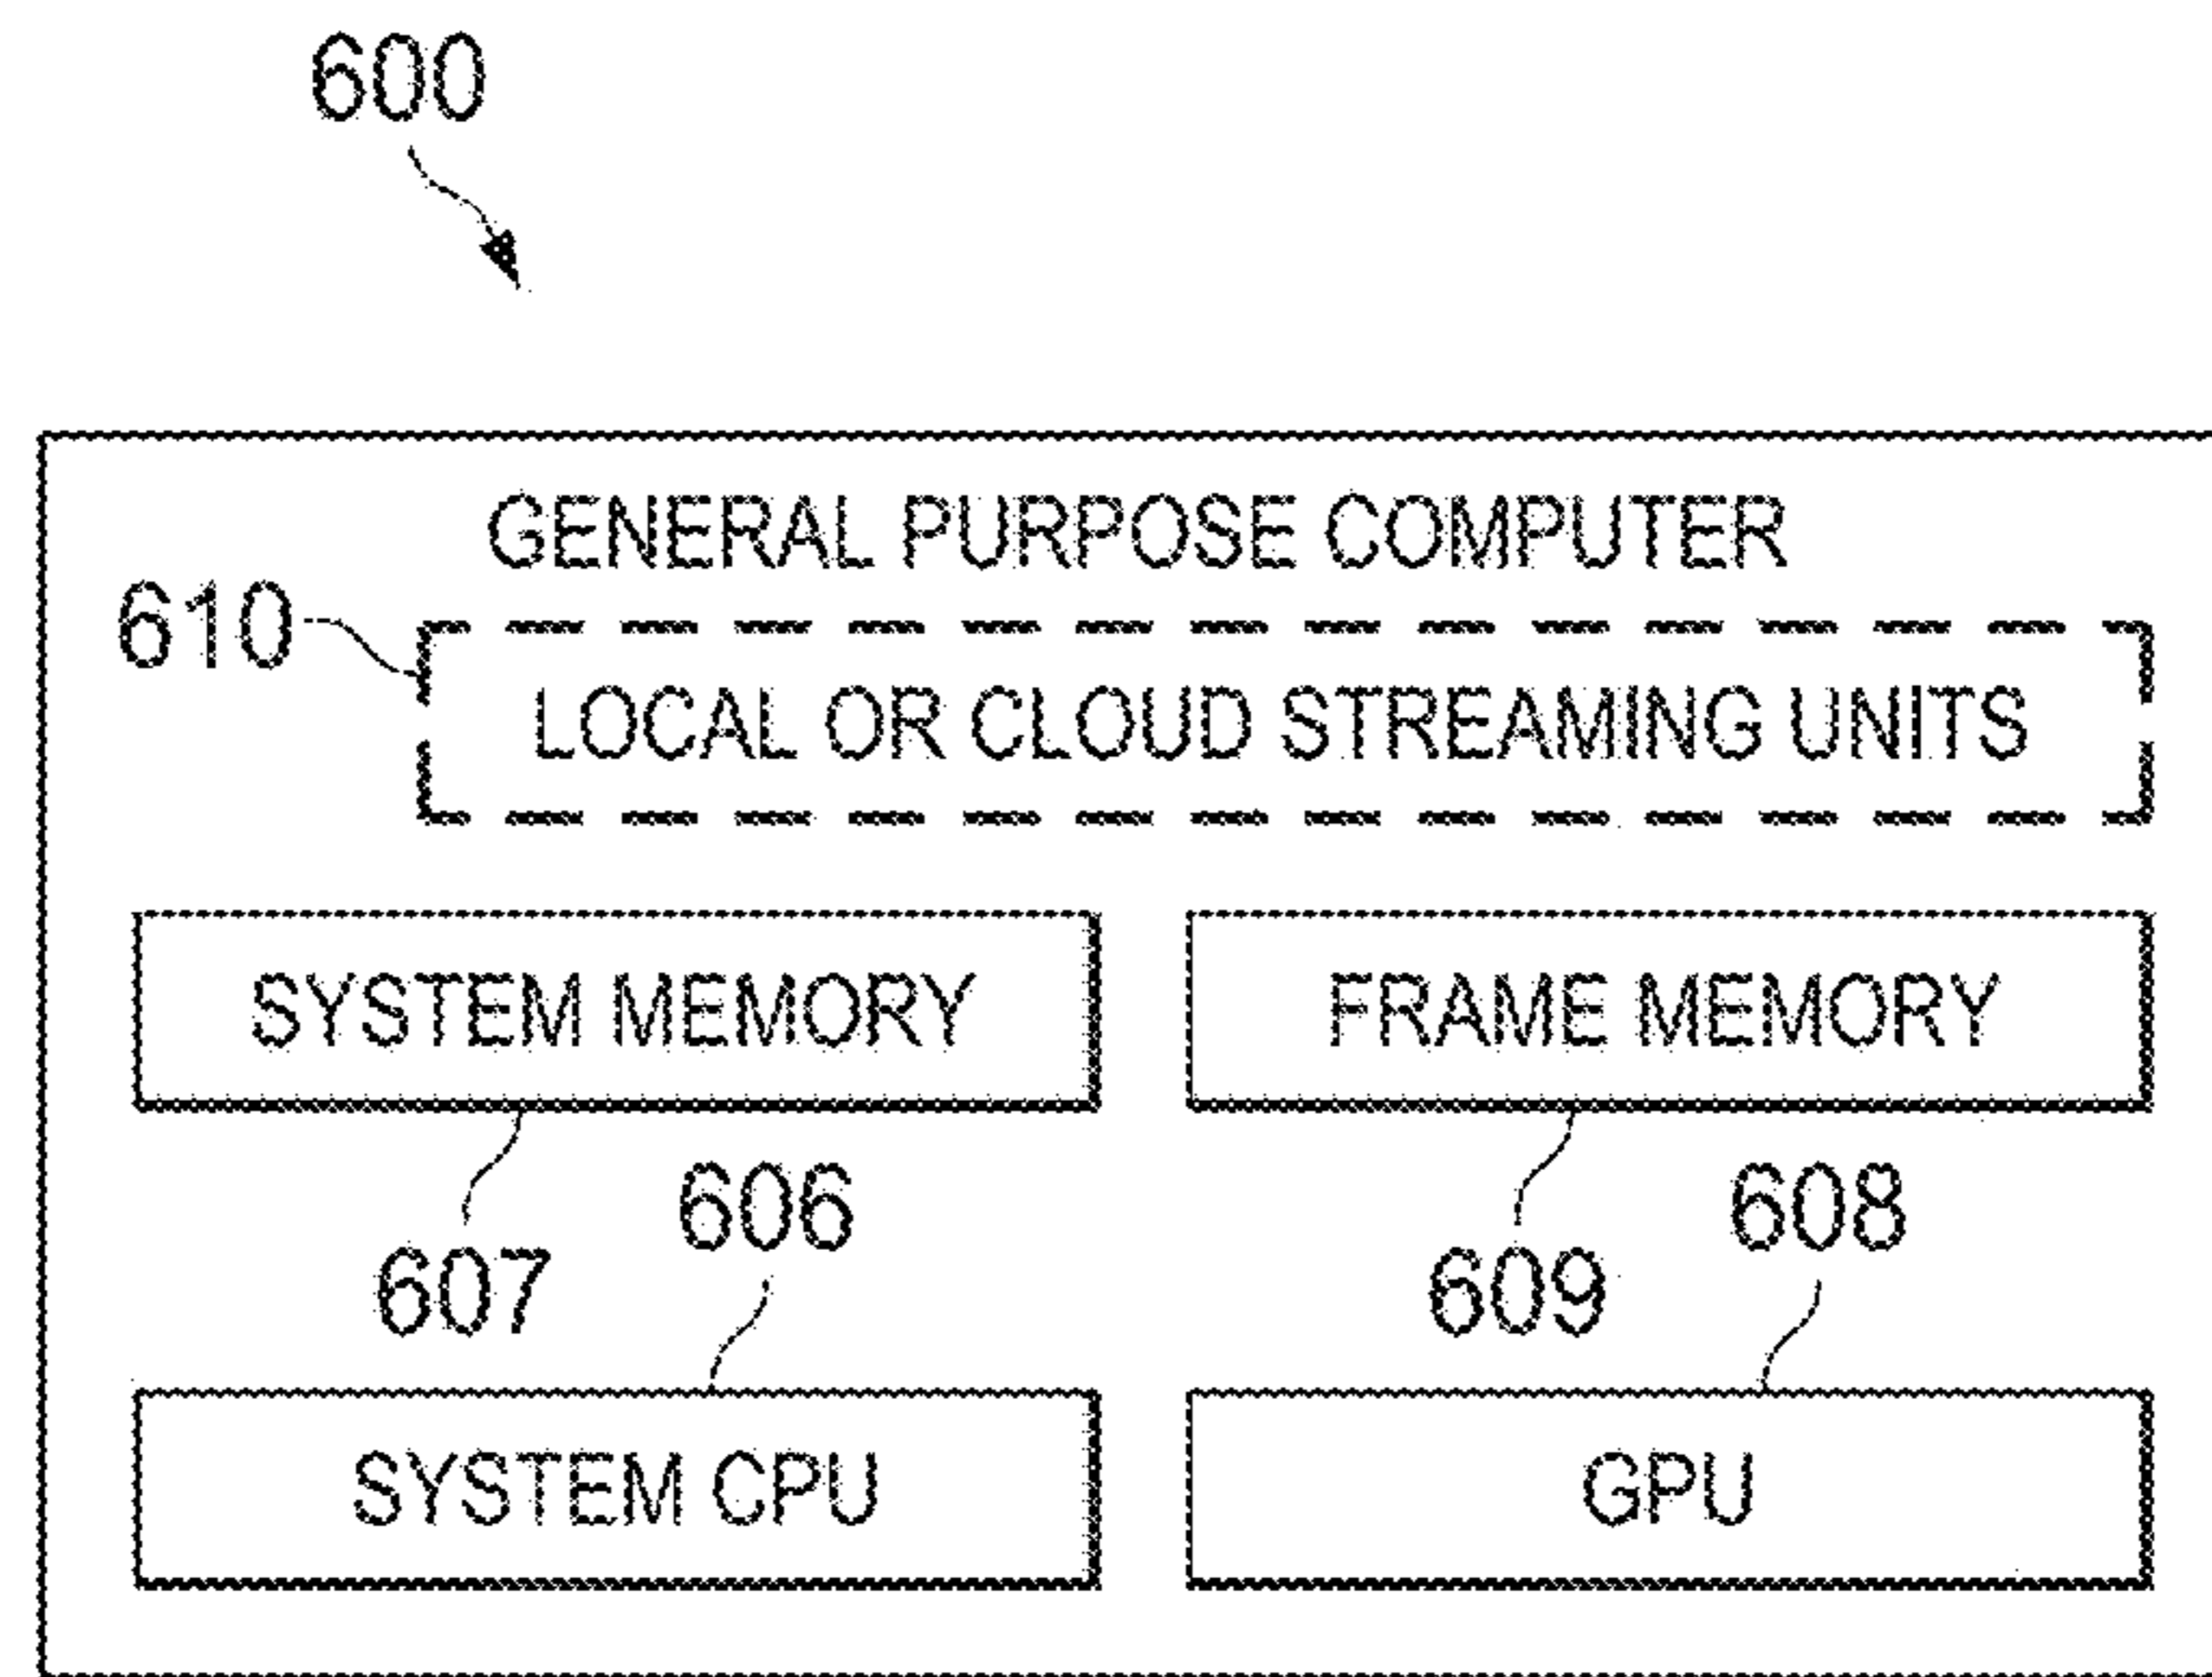 600
GENERAL PURPOSE COMPUTER
610
LOCAL OR CLOUD STREAMING UNITS
SYSTEM MEMORY
FRAME MEMORY
607
606
609
608
SYSTEM CPU
GPU